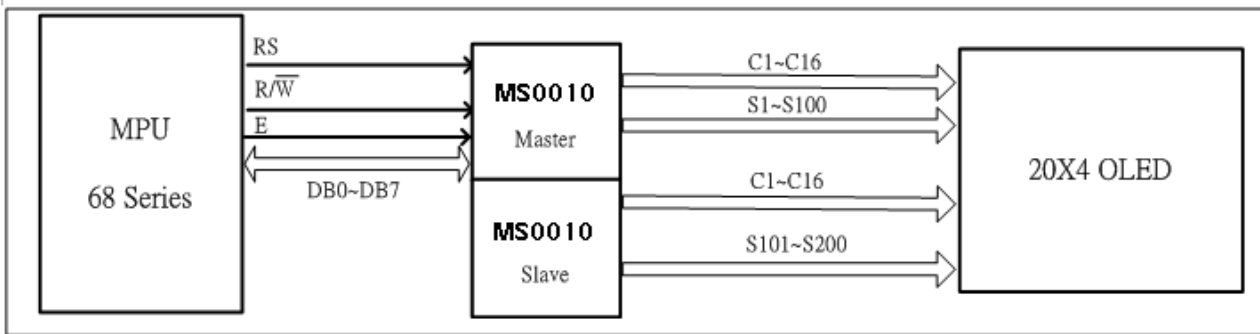 MPU
68 Series
RS
R/W̅
E
DB0~DB7
MS0010
Master
MS0010
Slave
C1~C16
S1~S100
C1~C16
S101~S200
20X4 OLED